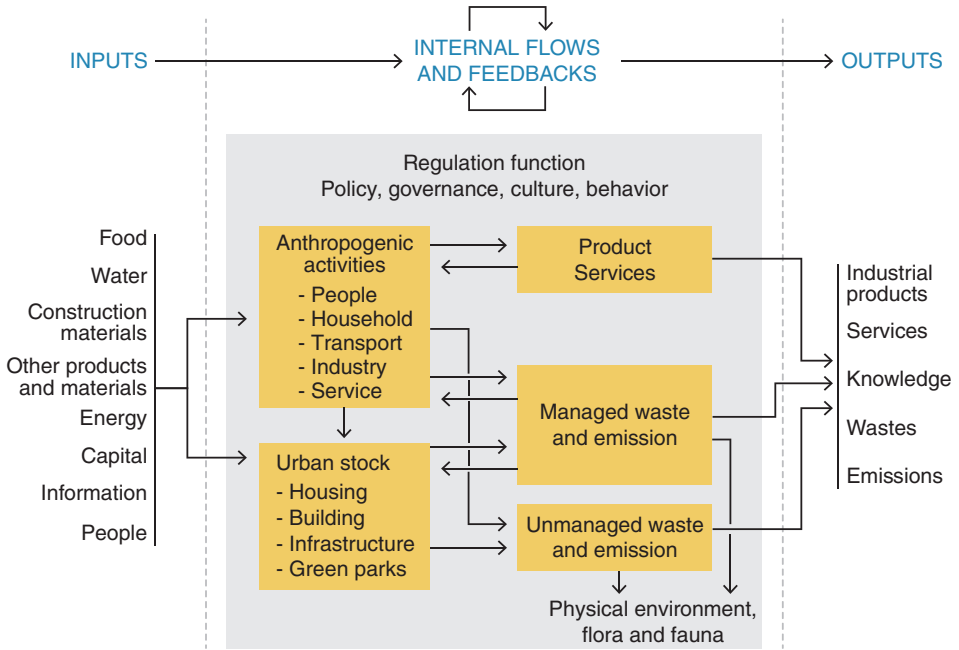 INPUTS
INTERNAL FLOWS
AND FEEDBACKS
OUTPUTS
Regulation function
Policy, governance, culture, behavior
Food
Water
Construction
materials
Other products
and materials
Energy
Capital
Information
People
Anthropogenic
activities
- People
- Household
- Transport
- Industry
- Service
Urban stock
- Housing
- Building
- Infrastructure
- Green parks
Product
Services
Managed waste
and emission
Unmanaged waste
and emission
Physical environment,
flora and fauna
Industrial
products
Services
Knowledge
Wastes
Emissions